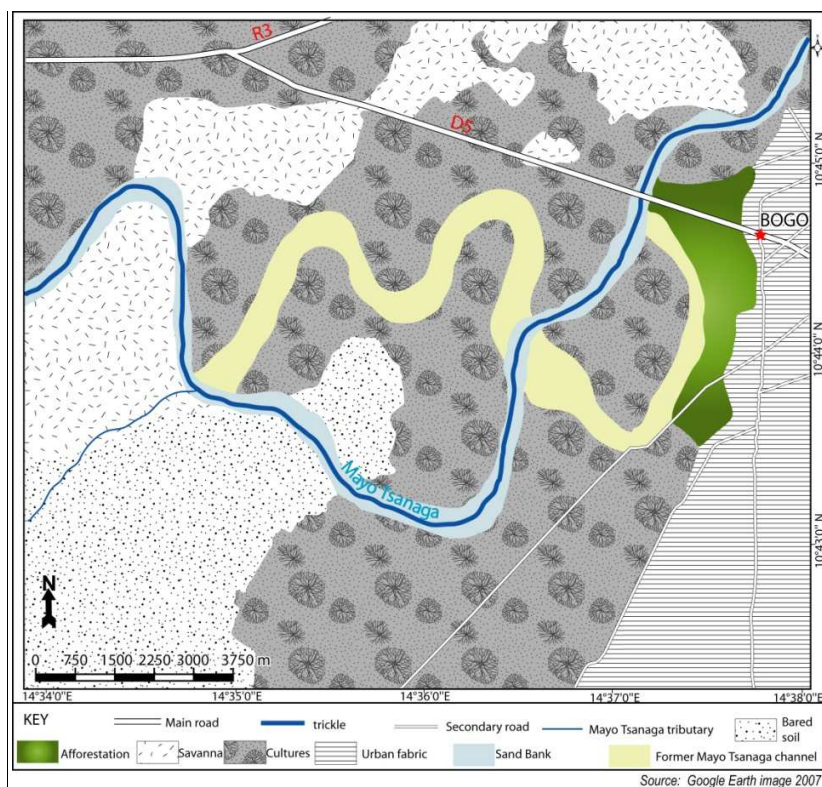 R3
D5
10°45'0" N
BOGO
10°44'0" N
Mayo Tsanaga
10°43'0" N
N
0 750 1500 2250 3000 3750 m
14°34'0"E 14°35'0"E 14°36'0"E 14°37'0"E 14°38'0"E
KEY
Main road trickle Secondary road Mayo Tsanaga tributary Bared soil
Afforestation Savanna Cultures Urban fabric Sand Bank Former Mayo Tsanaga channel
Source: Google Earth image 2007